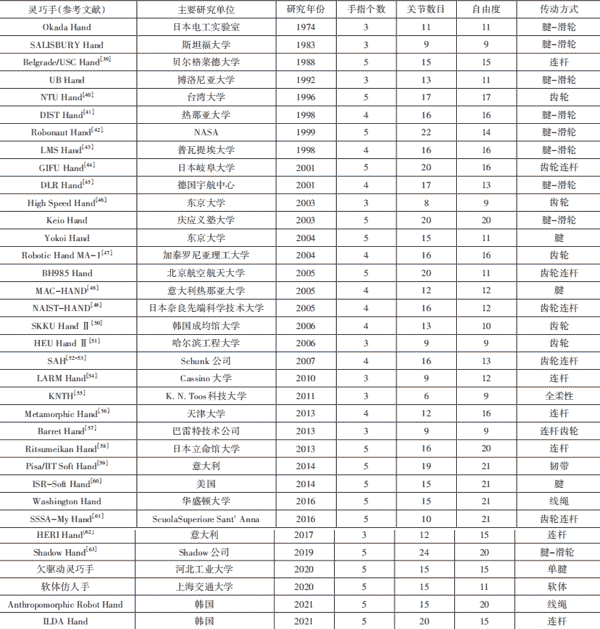 灵巧手(参考文献) 主要研究单位 研究年份 手指个数 关节数目 自由度 传动方式
Okada Hand 日本电工实验室 1974 3 11 11 腱-滑轮
SALISBURY Hand 斯坦福大学 1983 3 9 9 腱-滑轮
Belgrade/USC Hand[39] 贝尔格莱德大学 1988 5 15 15 连杆
UB Hand 博洛尼亚大学 1992 3 13 11 腱-滑轮
NTU Hand[40] 台湾大学 1996 5 17 17 齿轮
DIST Hand[41] 热那亚大学 1998 4 16 16 腱-滑轮
Robonaut Hand[42] NASA 1999 5 22 14 腱-滑轮
LMS Hand[43] 普瓦提埃大学 1998 4 16 16 腱-滑轮
GIFU Hand[44] 日本岐阜大学 2001 5 20 16 齿轮连杆
DLR Hand[45] 德国宇航中心 2001 4 17 13 腱-滑轮
High Speed Hand[46] 东京大学 2003 3 8 9 齿轮
Keio Hand 庆应义塾大学 2003 5 20 20 腱-滑轮
Yokoi Hand 东京大学 2004 5 15 11 腱
Robotic Hand MA-I[47] 加泰罗尼亚理工大学 2004 4 16 16 齿轮
BH985 Hand 北京航空航天大学 2005 5 20 11 齿轮连杆
MAC-HAND[48] 意大利热那亚大学 2005 4 12 12 腱
NAIST-HAND[49] 日本奈良先端科学技术大学 2005 4 16 12 齿轮连杆
SKKU Hand Ⅱ[50] 韩国成均馆大学 2006 4 13 10 齿轮
HEU Hand Ⅱ[51] 哈尔滨工程大学 2006 3 9 9 齿轮
SAH[52-53] Schunk 公司 2007 4 16 13 齿轮连杆
LARM Hand[54] Cassino 大学 2010 3 9 12 连杆
KNTH[55] K. N. Toos 科技大学 2011 3 6 9 全柔性
Metamorphic Hand[56] 天津大学 2013 4 12 16 连杆
Barret Hand[57] 巴雷特技术公司 2013 3 9 9 连杆齿轮
Ritsumeikan Hand[58] 日本立命馆大学 2013 5 16 20 连杆
Pisa/IIT Soft Hand[59] 意大利 2014 5 19 21 韧带
ISR-Soft Hand[60] 美国 2014 5 15 21 腱
Washington Hand 华盛顿大学 2016 5 15 21 线绳
SSSA-My Hand[61] ScuolaSuperiore Sant' Anna 2016 5 10 21 齿轮连杆
HERI Hand[62] 意大利 2017 3 12 15 连杆
Shadow Hand[63] Shadow 公司 2019 5 24 20 腱-滑轮
欠驱动灵巧手 河北工业大学 2020 5 15 15 单腱
软体仿人手 上海交通大学 2020 5 15 11 软体
Anthropomorphic Robot Hand 韩国 2021 5 15 20 线绳
ILDA Hand 韩国 2021 5 20 15 连杆